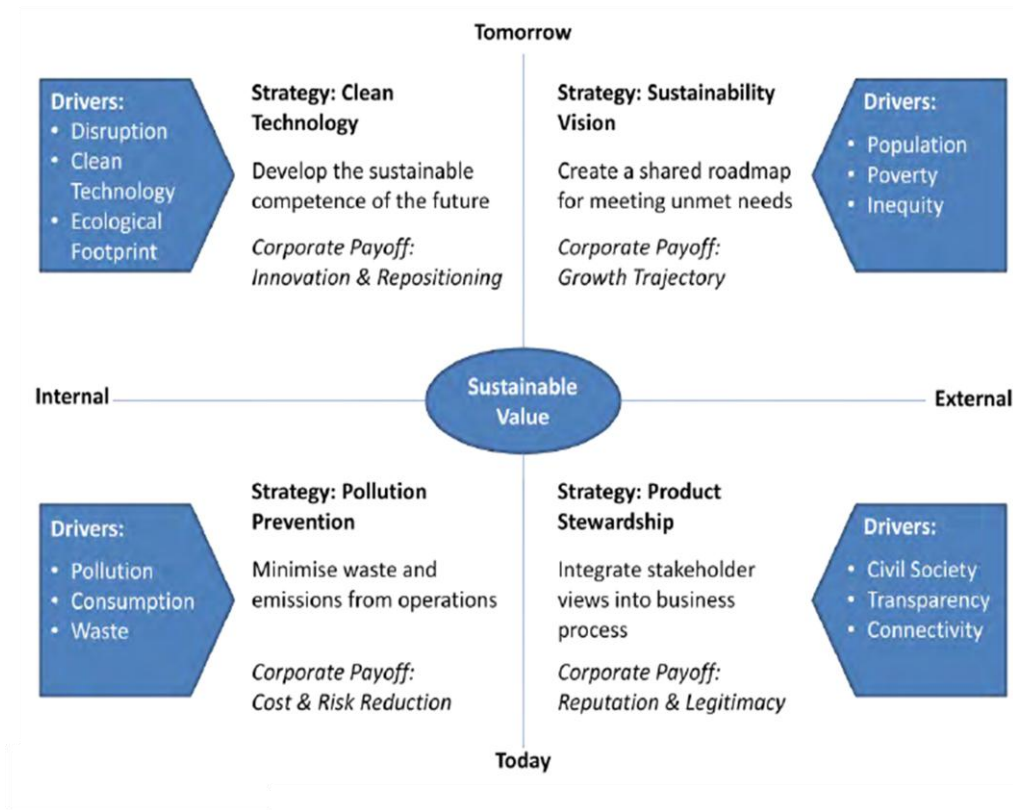 Tomorrow
Drivers:
• Disruption
• Clean
Technology
• Ecological
Footprint
Strategy: Clean
Technology
Develop the sustainable
competence of the future
Corporate Payoff:
Innovation & Repositioning
Strategy: Sustainability
Vision
Create a shared roadmap
for meeting unmet needs
Corporate Payoff:
Growth Trajectory
Drivers:
• Population
• Poverty
• Inequity
Internal
Sustainable
Value
External
Drivers:
• Pollution
• Consumption
• Waste
Strategy: Pollution
Prevention
Minimise waste and
emissions from operations
Corporate Payoff:
Cost & Risk Reduction
Strategy: Product
Stewardship
Integrate stakeholder
views into business
process
Corporate Payoff:
Reputation & Legitimacy
Drivers:
• Civil Society
• Transparency
• Connectivity
Today